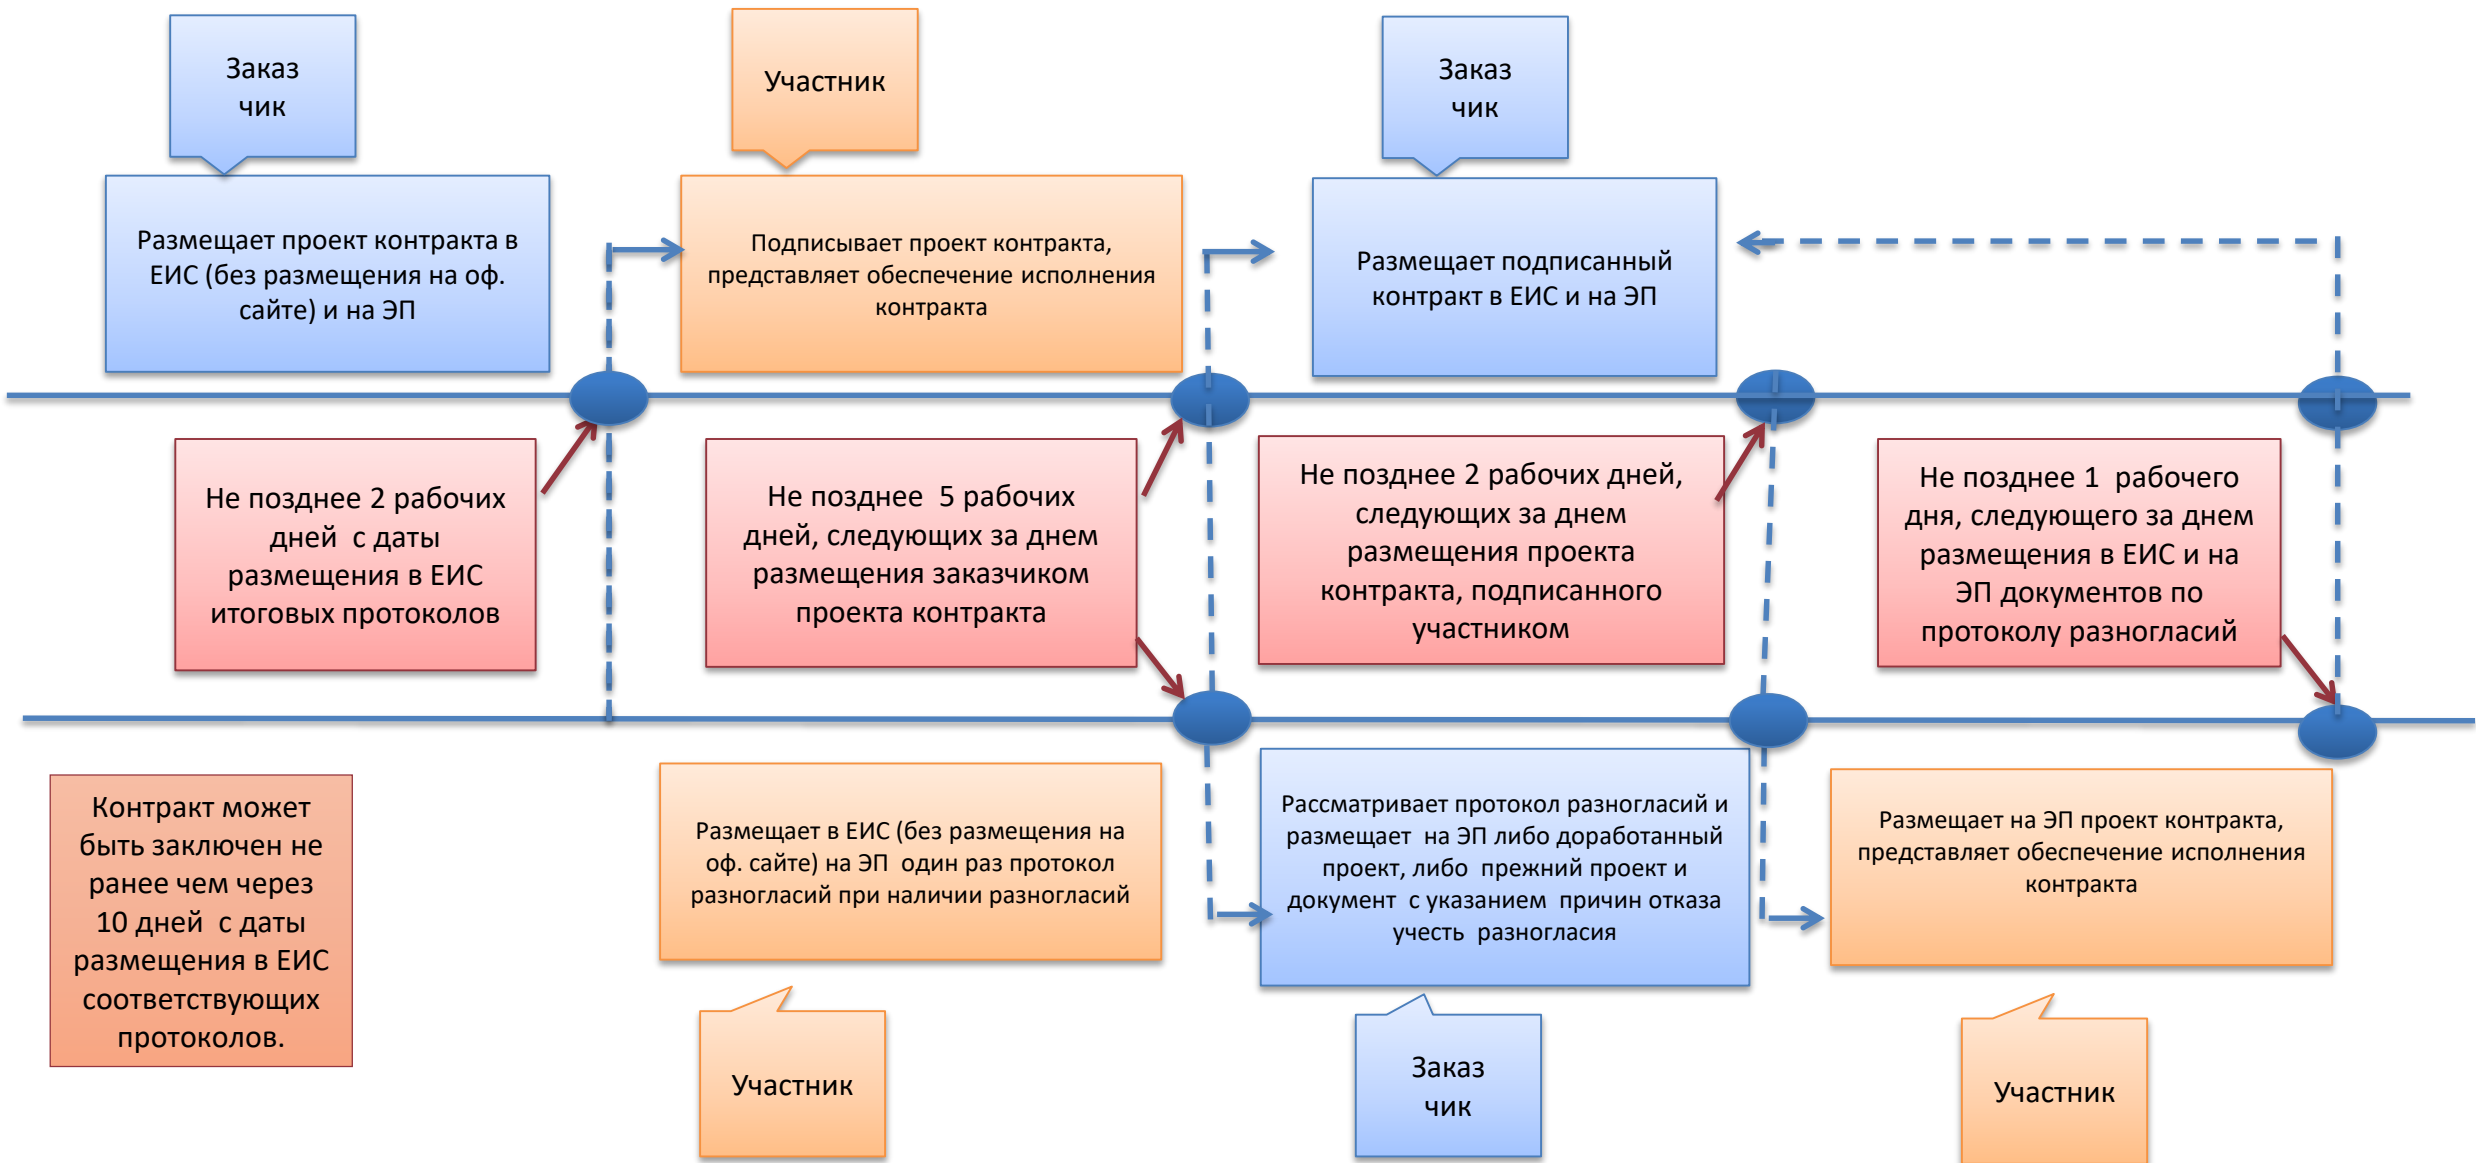 Заказ
чик
Участник
Заказ
чик
Размещает проект контракта в
ЕИС (без размещения на оф.
сайте) и на ЭП
Подписывает проект контракта,
представляет обеспечение исполнения
контракта
Размещает подписанный
контракт в ЕИС и на ЭП
Не позднее 2 рабочих
дней с даты
размещения в ЕИС
итоговых протоколов
Не позднее 5 рабочих
дней, следующих за днем
размещения заказчиком
проекта контракта
Не позднее 2 рабочих дней,
следующих за днем
размещения проекта
контракта, подписанного
участником
Не позднее 1 рабочего
дня, следующего за днем
размещения в ЕИС и на
ЭП документов по
протоколу разногласий
Контракт может
быть заключен не
ранее чем через
10 дней с даты
размещения в ЕИС
соответствующих
протоколов.
Размещает в ЕИС (без размещения на
оф. сайте) на ЭП один раз протокол
разногласий при наличии разногласий
Рассматривает протокол разногласий и
размещает на ЭП либо доработанный
проект, либо прежний проект и
документ с указанием причин отказа
учесть разногласия
Размещает на ЭП проект контракта,
представляет обеспечение исполнения
контракта
Участник
Заказ
чик
Участник